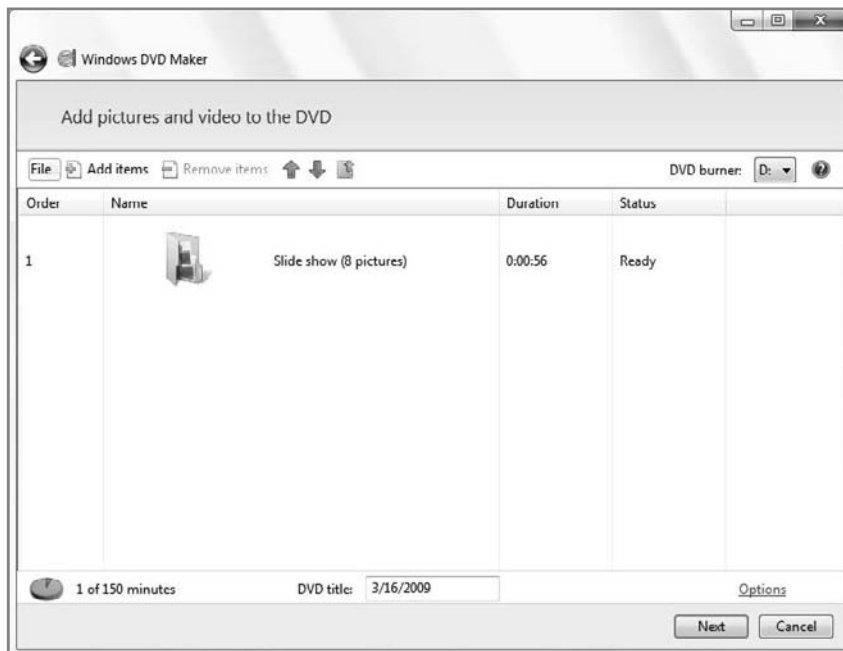 Windows DVD Maker
Add pictures and video to the DVD
File Add items Remove items DVD burner: D:
Order Name Duration Status
1 Slide show (8 pictures) 0:00:56 Ready
1 of 150 minutes DVD title: 3/16/2009 Options
Next Cancel